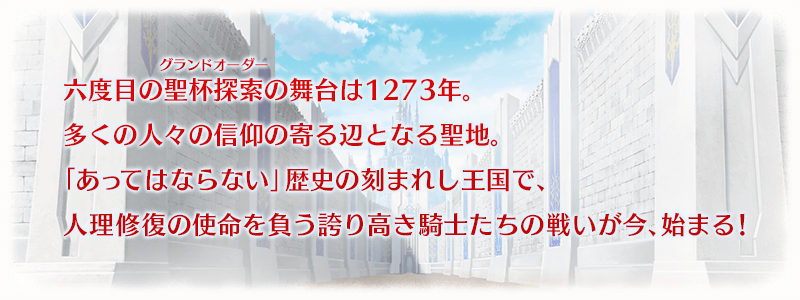 グランドオーダー
六度目の聖杯探索の舞台は1273年。
多くの人々の信仰の寄る辺となる聖地。
「あってはならない」歴史の刻まれし王国で、
人理修復の使命を負う誇り高き騎士たちの戦いが今、始まる！